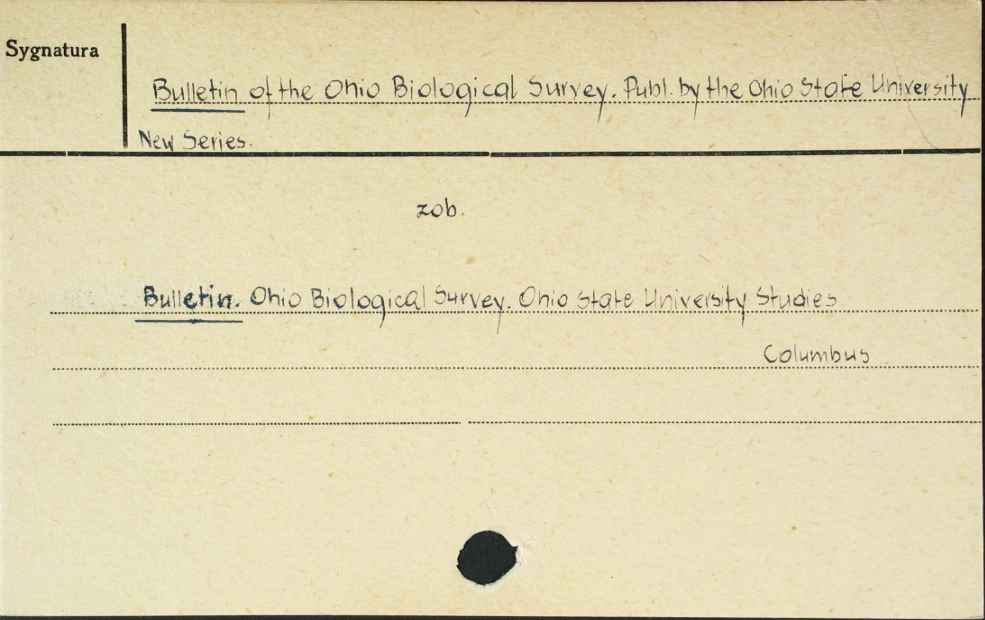 Sygnatura
Bulletin of the Ohio Biological Survey. Publ. by the Ohio State University
New Series.
zob.
Bulletin. Ohio Biological Survey. Ohio State University Studies
Columbus